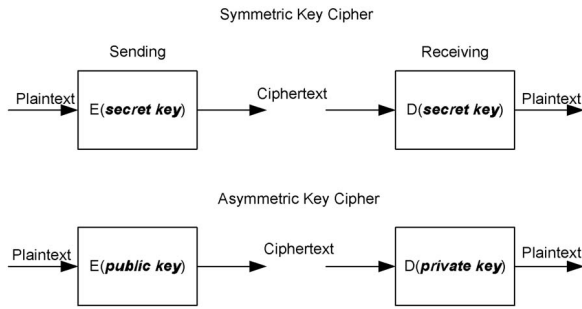 Symmetric Key Cipher
Sending
Receiving
Plaintext
E(secret key)
Ciphertext
D(secret key)
Plaintext
Asymmetric Key Cipher
Plaintext
E(public key)
Ciphertext
D(private key)
Plaintext